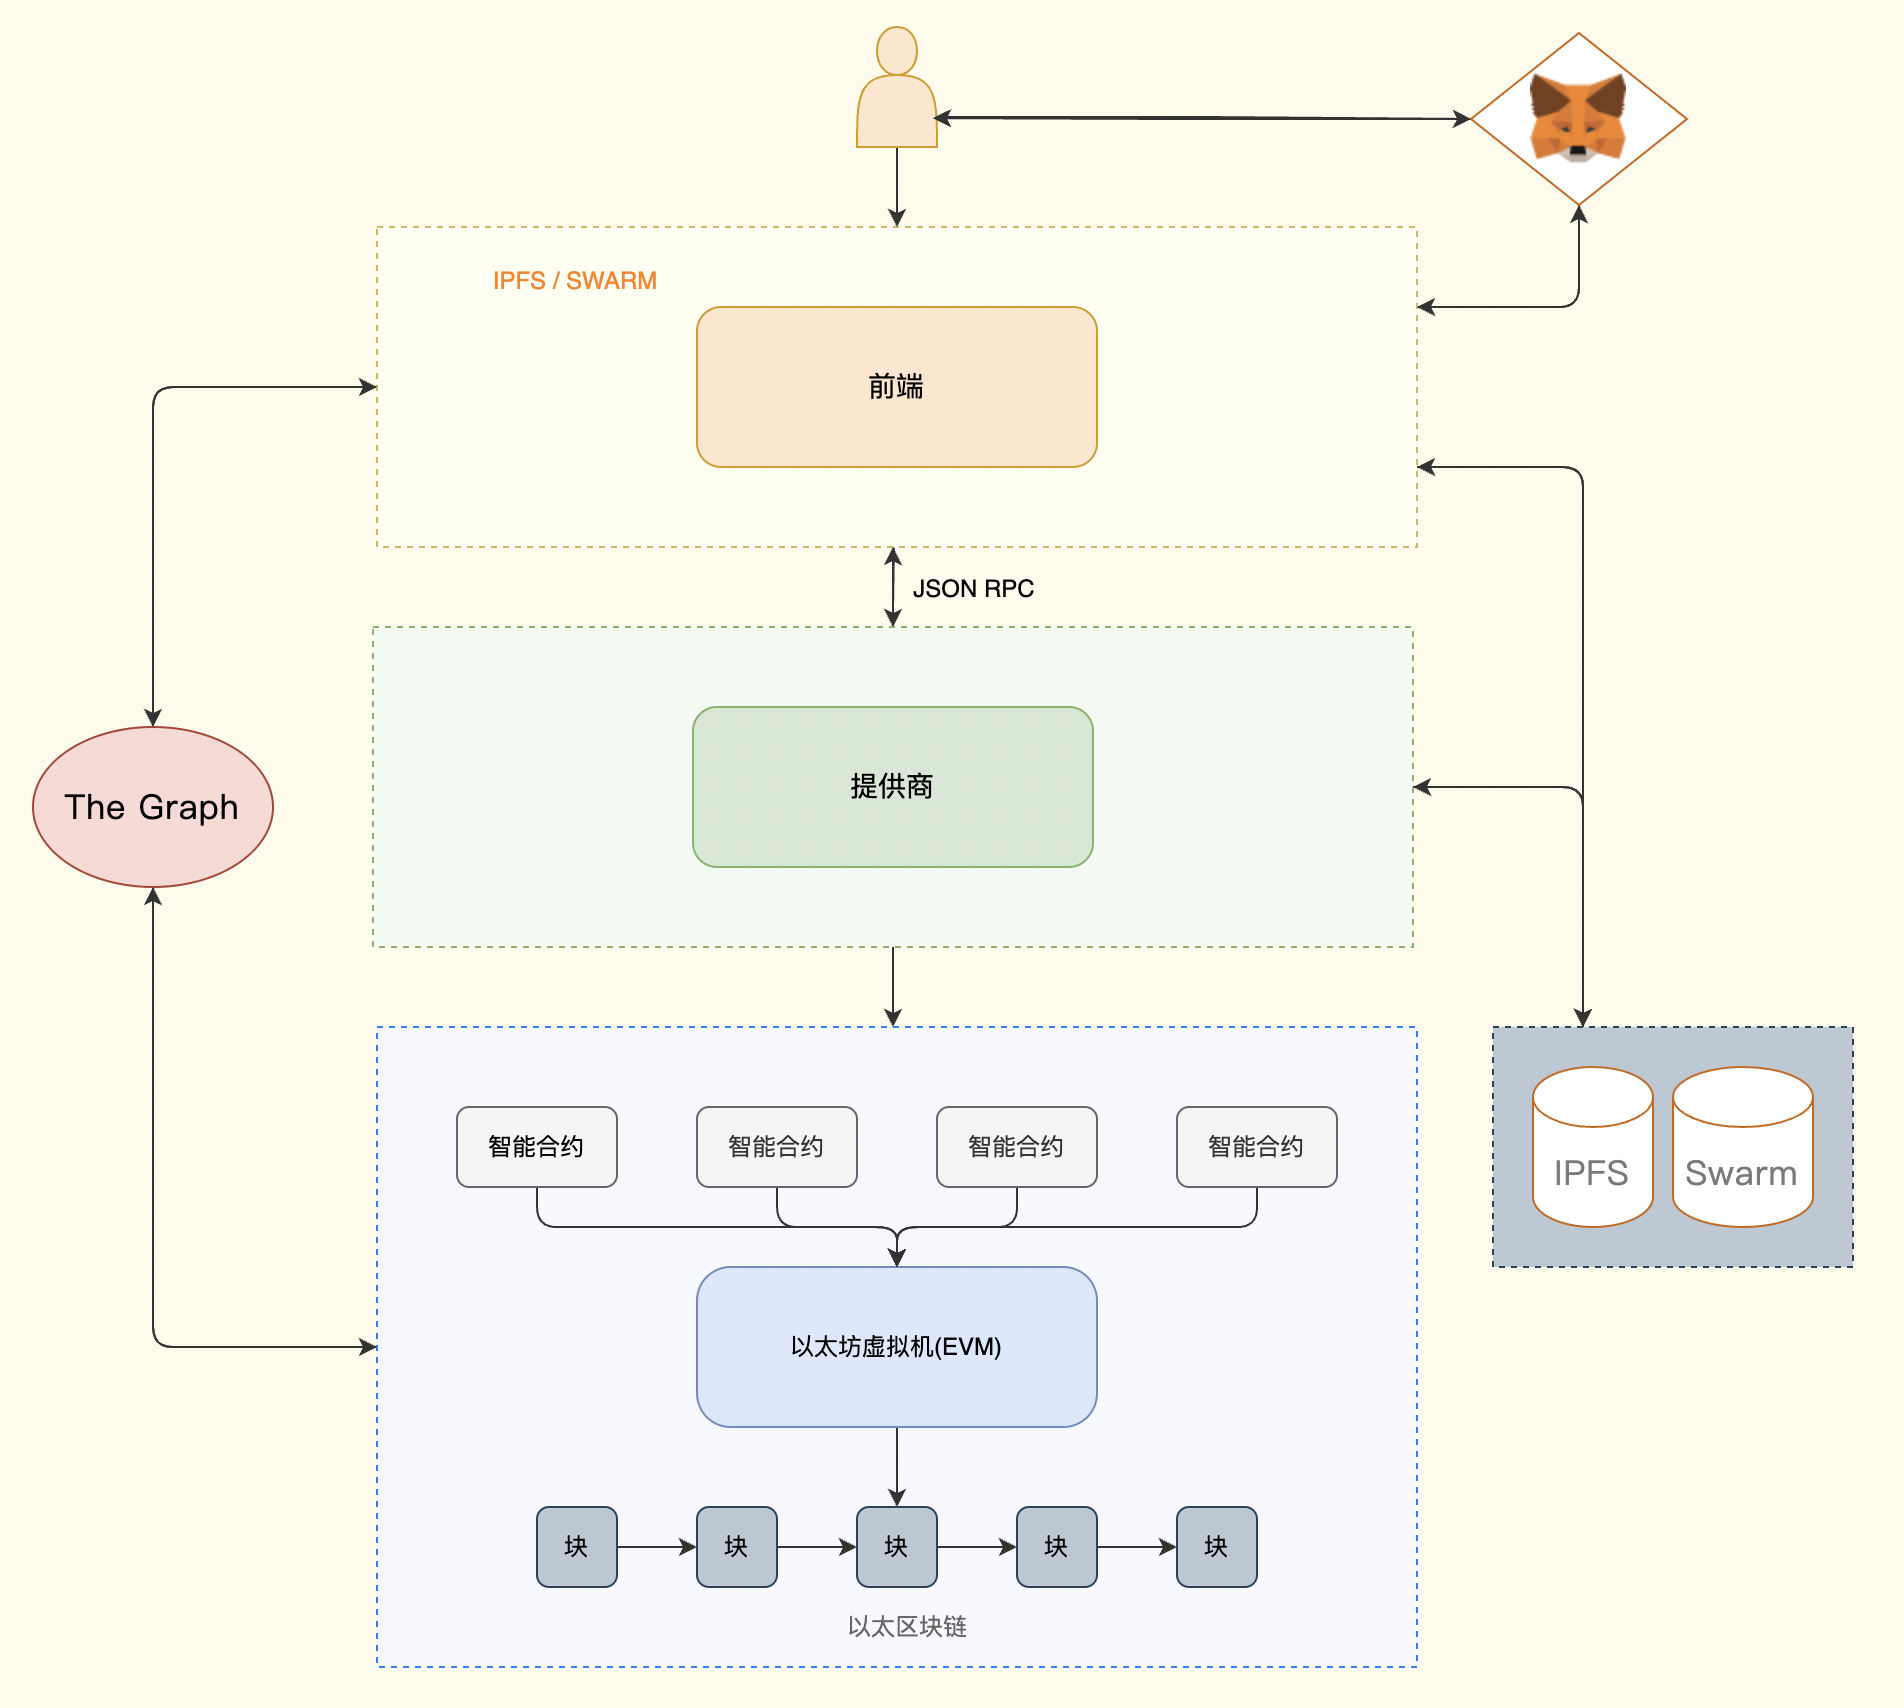 IPFS / SWARM
前端
JSON RPC
提供商
The Graph
智能合约
智能合约
智能合约
智能合约
IPFS
Swarm
以太坊虚拟机(EVM)
块
块
块
块
块
以太区块链